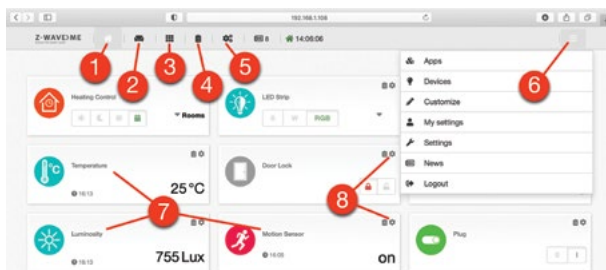 192.168.1.108
Z-WAVE>ME
6
14:06:06
1
2
3
4
5
6
Apps
Devices
Customize
My settings
Settings
News
Logout
Heating Control
Rooms
LED Strip
RGB
Temperature
16:13
25°C
Door Lock
7
8
Luminosity
16:13
755 Lux
Motion Sensor
16:05
on
Plug